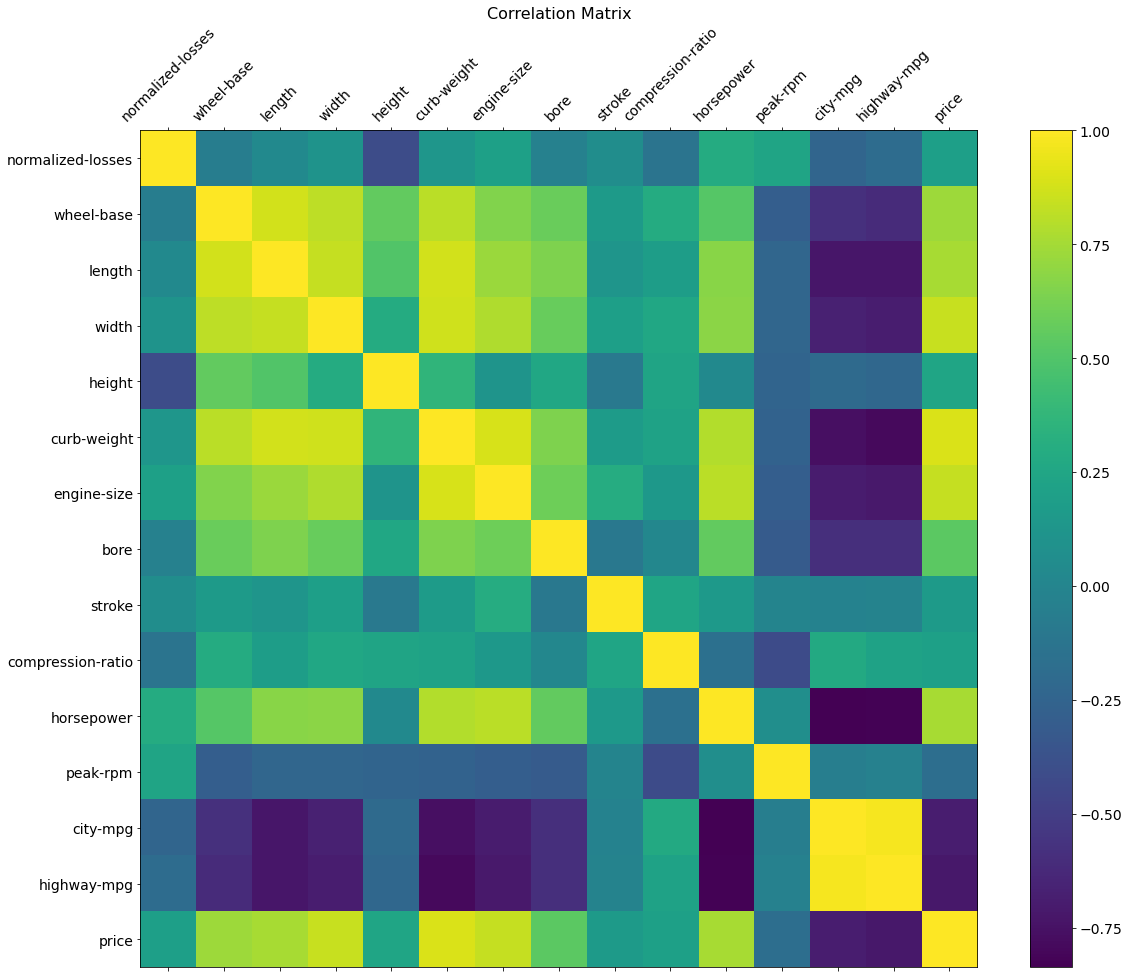 Correlation Matrix
normalized-losses
wheel-base
length
width
height
curb-weight
engine-size
bore
stroke
compression-ratio
horsepower
peak-rpm
city-mpg
highway-mpg
price
normalized-losses
wheel-base
length
width
height
curb-weight
engine-size
bore
stroke
compression-ratio
horsepower
peak-rpm
city-mpg
highway-mpg
price
1.00
0.75
0.50
0.25
0.00
−0.25
−0.50
−0.75